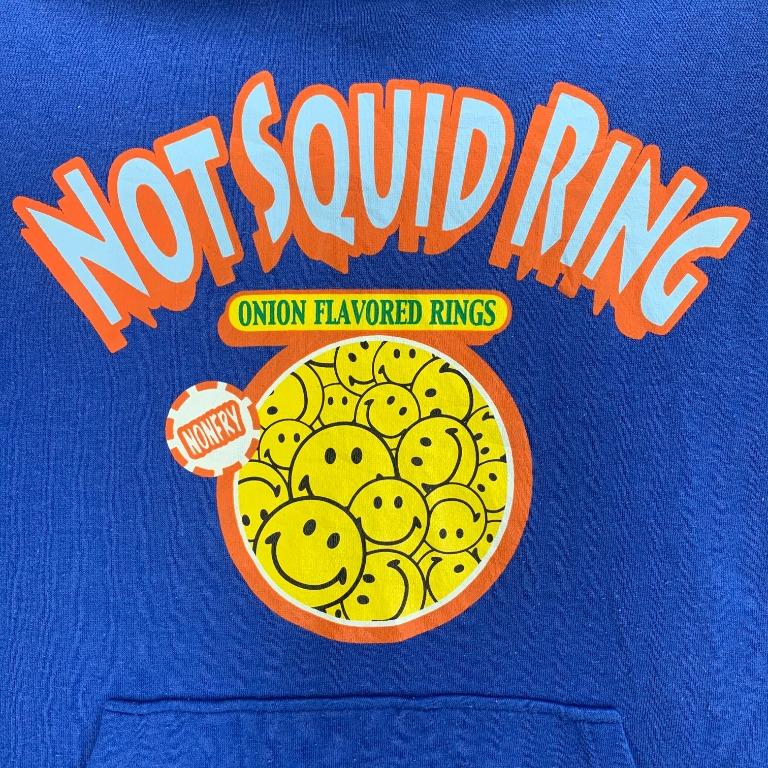 NOT SQUID RING
ONION FLAVORED RINGS
NONFRY